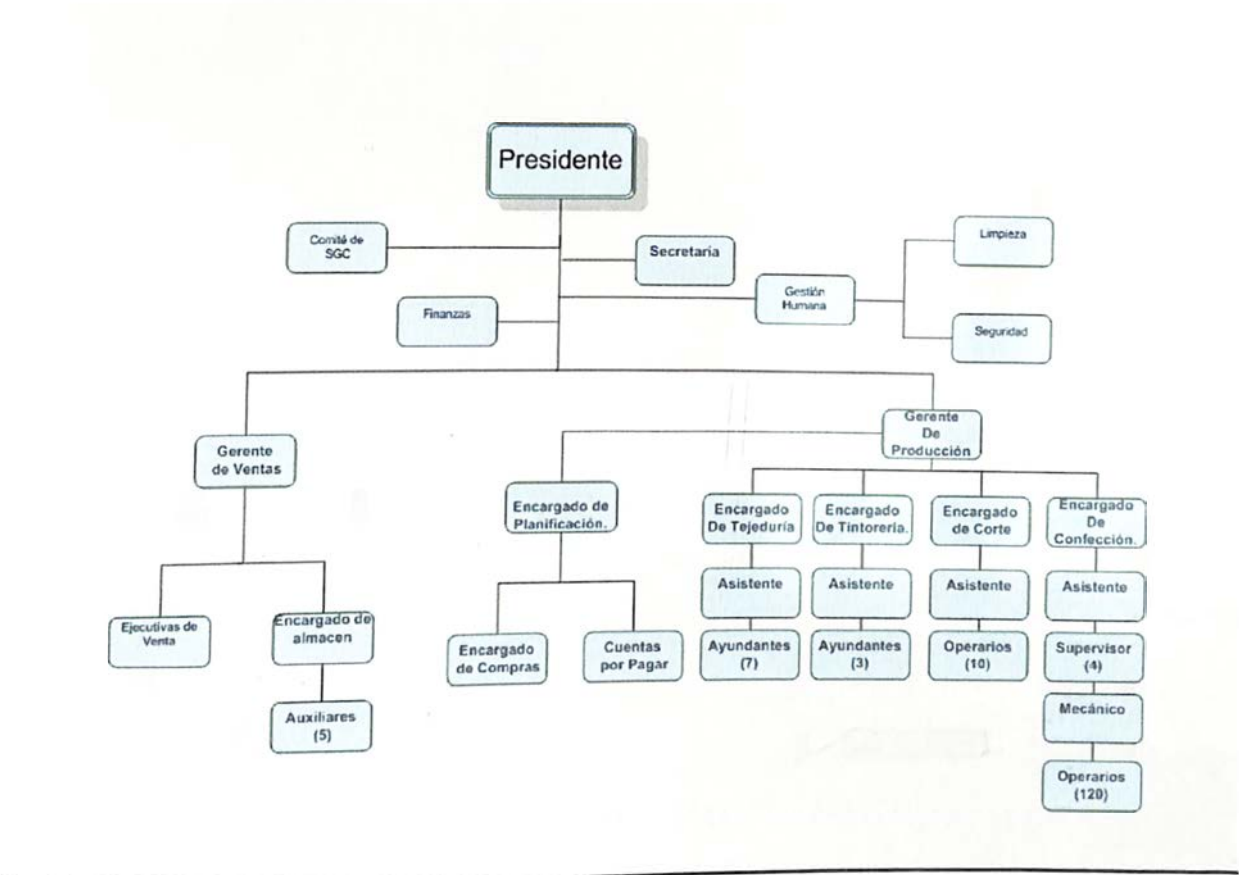 Presidente
Comité de
SGC
Secretaría
Limpieza
Gestión
Humana
Finanzas
Seguridad
Gerente
De
Producción
Gerente
de Ventas
Encargado de
Planificación.
Encargado
De Tejeduría
Encargado
De Tintorería.
Encargado
de Corte
Encargado
De
Confección.
Asistente
Asistente
Asistente
Asistente
Ejecutivas de
Venta
Encargado de
almacen
Encargado
de Compras
Cuentas
por Pagar
Ayundantes
(7)
Ayundantes
(3)
Operarios
(10)
Supervisor
(4)
Auxiliares
(5)
Mecánico
Operarios
(120)